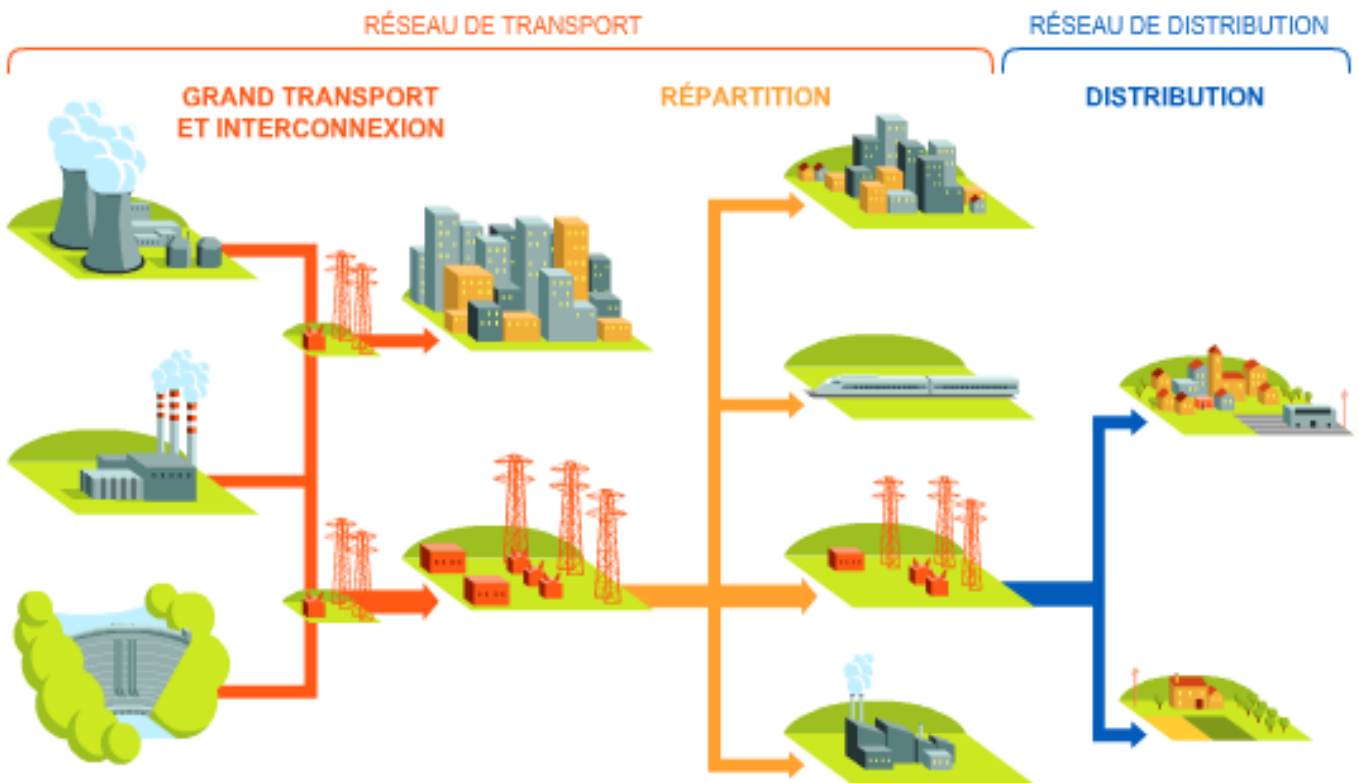 RÉSEAU DE TRANSPORT
RÉSEAU DE DISTRIBUTION
GRAND TRANSPORT
ET INTERCONNEXION
RÉPARTITION
DISTRIBUTION